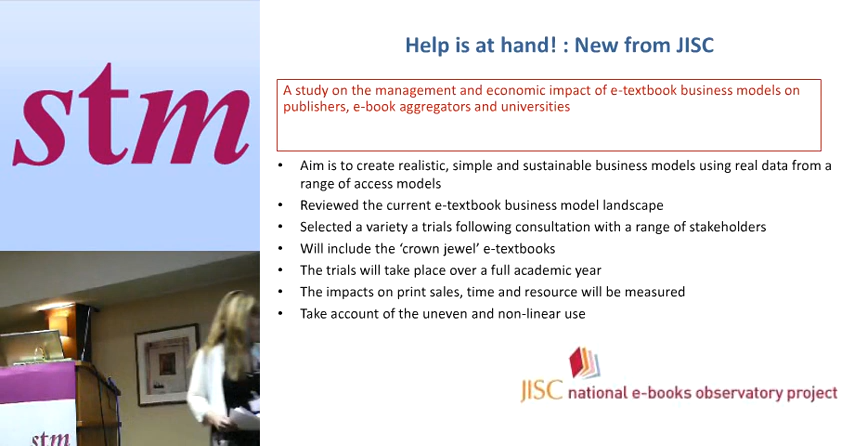 stm
Help is at hand! : New from JISC
A study on the management and economic impact of e-textbook business models on
publishers, e-book aggregators and universities
• Aim is to create realistic, simple and sustainable business models using real data from a
range of access models
• Reviewed the current e-textbook business model landscape
• Selected a variety a trials following consultation with a range of stakeholders
• Will include the ‘crown jewel’ e-textbooks
• The trials will take place over a full academic year
• The impacts on print sales, time and resource will be measured
• Take account of the uneven and non-linear use
JISC national e-books observatory project
stm